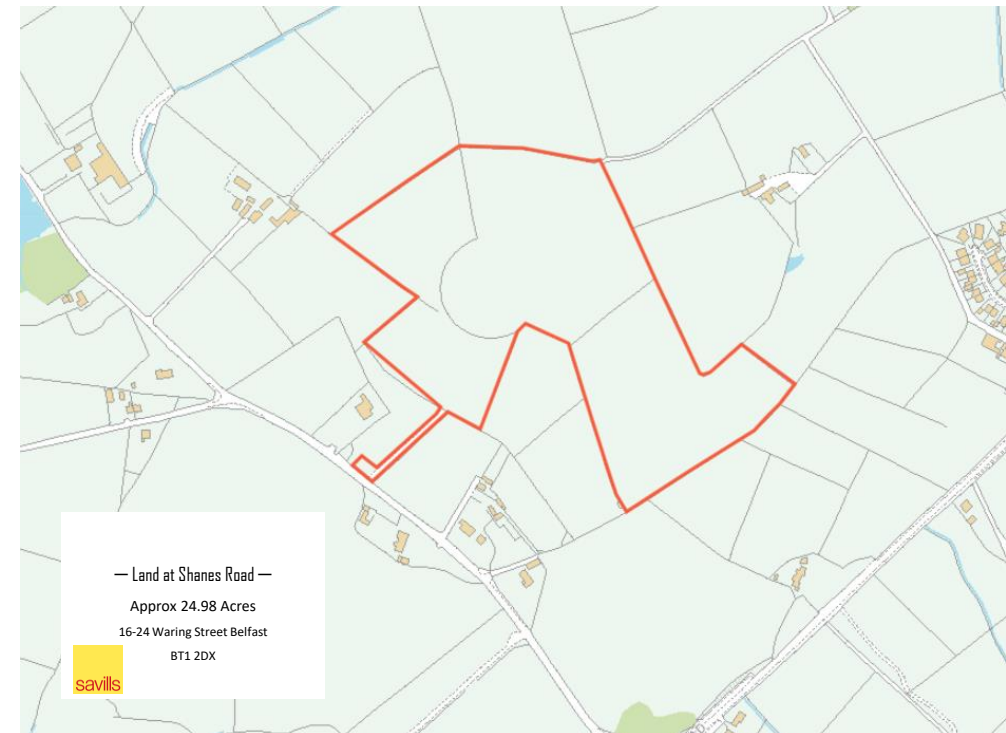 — Land at Shanes Road —
Approx 24.98 Acres
16-24 Waring Street Belfast
BT1 2DX
savills